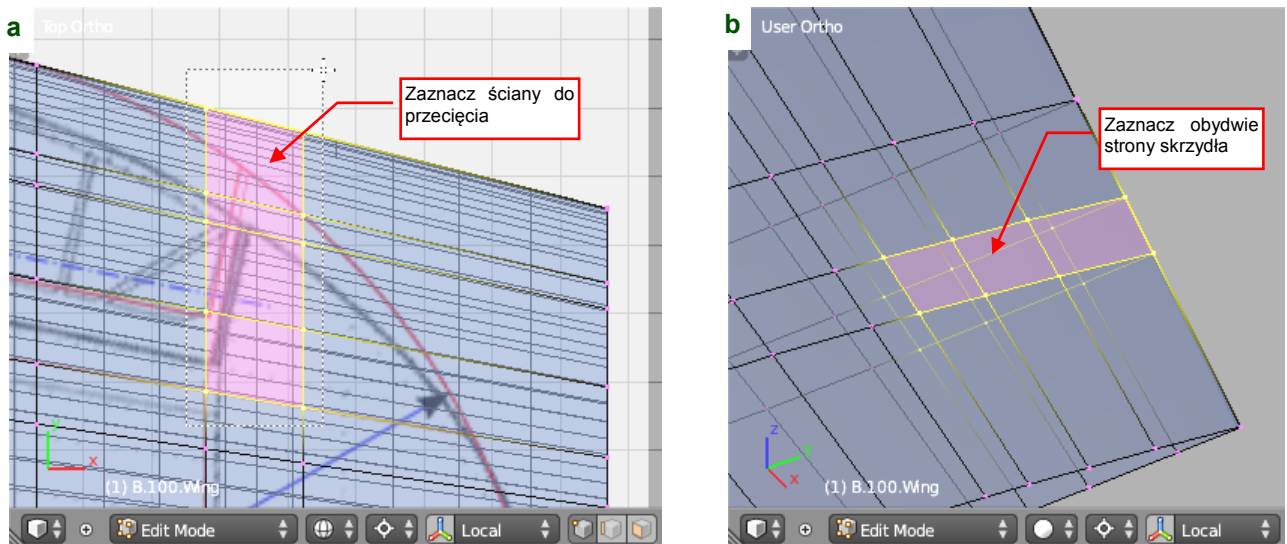 a
Top Ortho
Zaznacz ściany do
przecięcia
y
x
(1) B.100.Wing
Edit Mode
Local
b
User Ortho
Zaznacz obydwie
strony skrzydła
z
y
x
(1) B.100.Wing
Edit Mode
Local